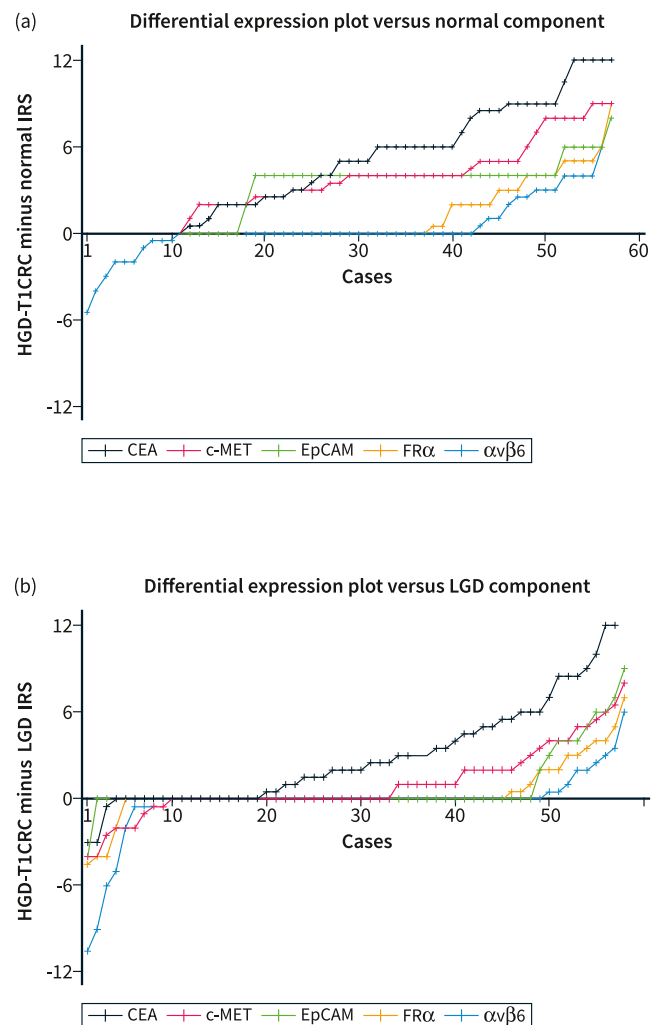 (a) Differential expression plot versus normal component
HGD-T1CRC minus normal IRS
12
6
0
-6
-12
1 10 20 30 40 50 60
Cases
CEA c-MET EpCAM FRα αvβ6
(b) Differential expression plot versus LGD component
HGD-T1CRC minus LGD IRS
12
6
0
-6
-12
1 10 20 30 40 50
Cases
CEA c-MET EpCAM FRα αvβ6